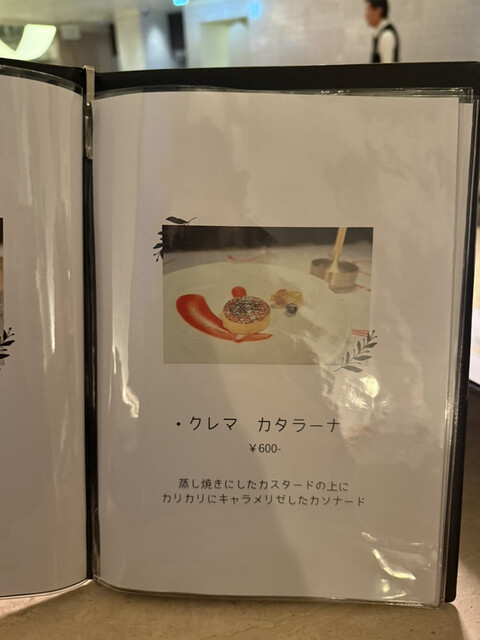 ・クレマ　カタラーナ
￥600-
蒸し焼きにしたカスタードの上に
カリカリにキャラメリゼしたカソナード